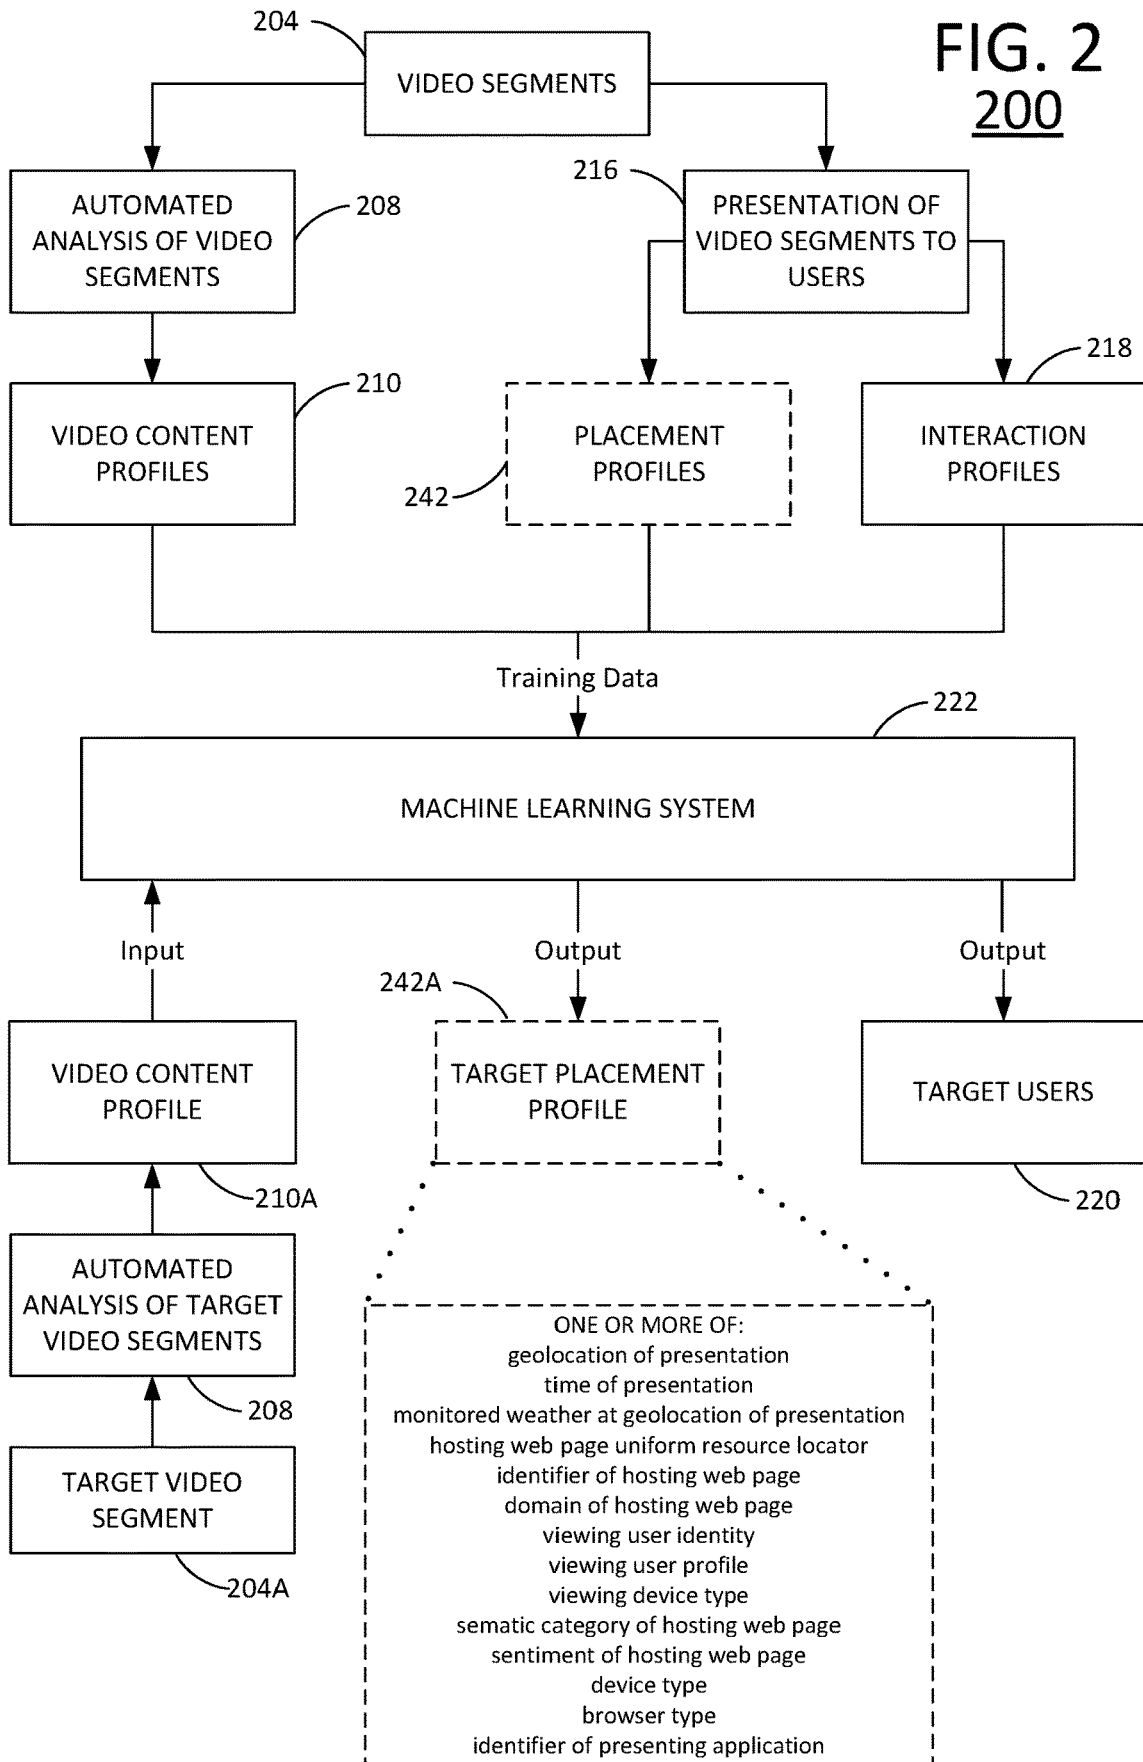 FIG. 2
200
204
VIDEO SEGMENTS
AUTOMATED
ANALYSIS OF VIDEO
SEGMENTS
208
216
PRESENTATION OF
VIDEO SEGMENTS TO
USERS
VIDEO CONTENT
PROFILES
210
PLACEMENT
PROFILES
242
INTERACTION
PROFILES
218
Training Data
222
MACHINE LEARNING SYSTEM
Input
Output
Output
242A
VIDEO CONTENT
PROFILE
210A
TARGET PLACEMENT
PROFILE
TARGET USERS
220
AUTOMATED
ANALYSIS OF TARGET
VIDEO SEGMENTS
208
TARGET VIDEO
SEGMENT
204A
ONE OR MORE OF:
geolocation of presentation
time of presentation
monitored weather at geolocation of presentation
hosting web page uniform resource locator
identifier of hosting web page
domain of hosting web page
viewing user identity
viewing user profile
viewing device type
sematic category of hosting web page
sentiment of hosting web page
device type
browser type
identifier of presenting application